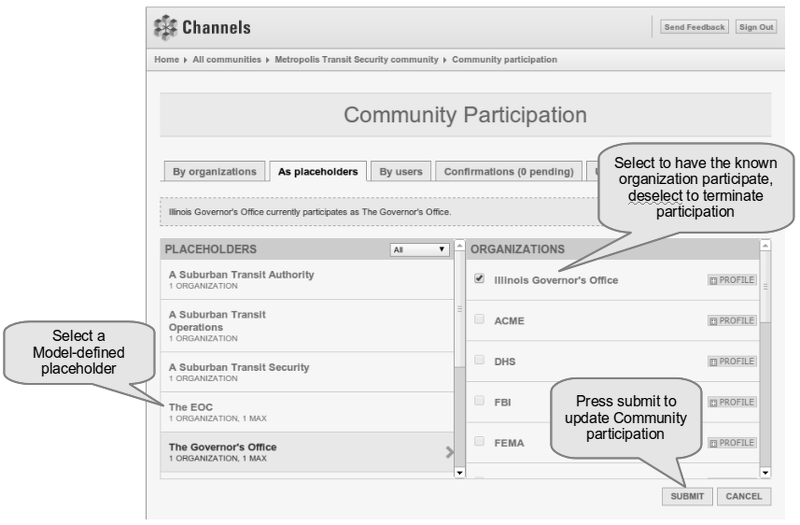 Channels
Send Feedback
Sign Out
Home
All communities
Metropolis Transit Security community
Community participation
Community Participation
By organizations
As placeholders
By users
Confirmations (0 pending)
Select to have the known
organization participate,
deselect to terminate
participation
Illinois Governor's Office currently participates as The Governor's Office.
PLACEHOLDERS
All
A Suburban Transit Authority
1 ORGANIZATION
A Suburban Transit
Operations
1 ORGANIZATION
A Suburban Transit Security
1 ORGANIZATION
The EOC
1 ORGANIZATION, 1 MAX
The Governor's Office
1 ORGANIZATION, 1 MAX
Select a
Model-defined
placeholder
ORGANIZATIONS
Illinois Governor's Office
PROFILE
ACME
PROFILE
DHS
PROFILE
FBI
PROFILE
FEMA
PROFILE
Press submit to
update Community
participation
SUBMIT
CANCEL